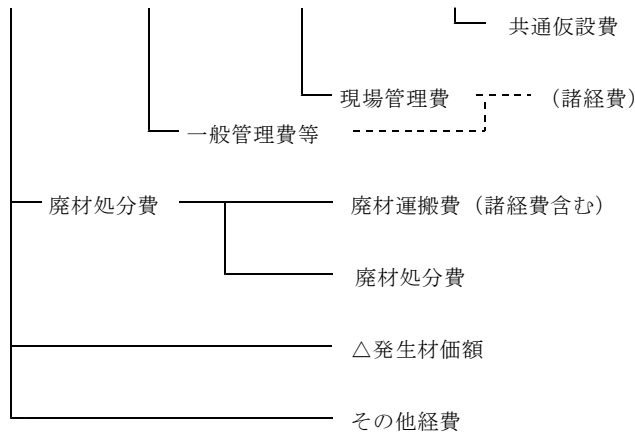 共通仮設費
現場管理費 (諸経費)
一般管理費等
廃材処分費 廃材運搬費(諸経費含む)
廃材処分費
△発生材価額
その他経費